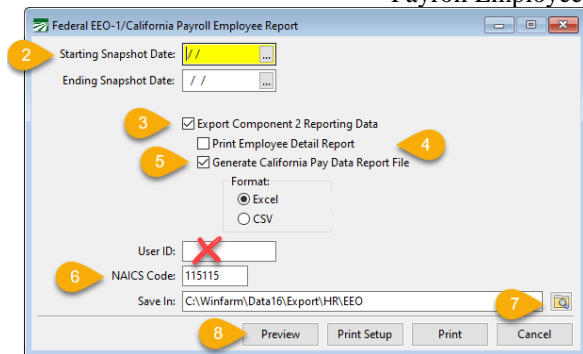 Payroll Employee
Federal EEO-1/California Payroll Employee Report
2 Starting Snapshot Date: / / ...
Ending Snapshot Date: / / ...
3 Export Component 2 Reporting Data
Print Employee Detail Report 4
5 Generate California Pay Data Report File
Format:
Excel
CSV
User ID:
6 NAICS Code: 115115
Save In: C:\Winfarm\Data16\Export\HR\EEO 7
8 Preview Print Setup Print Cancel